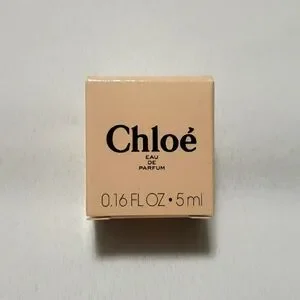 Chloé
EAU
DE
PARFUM
0.16 FL OZ • 5 ml